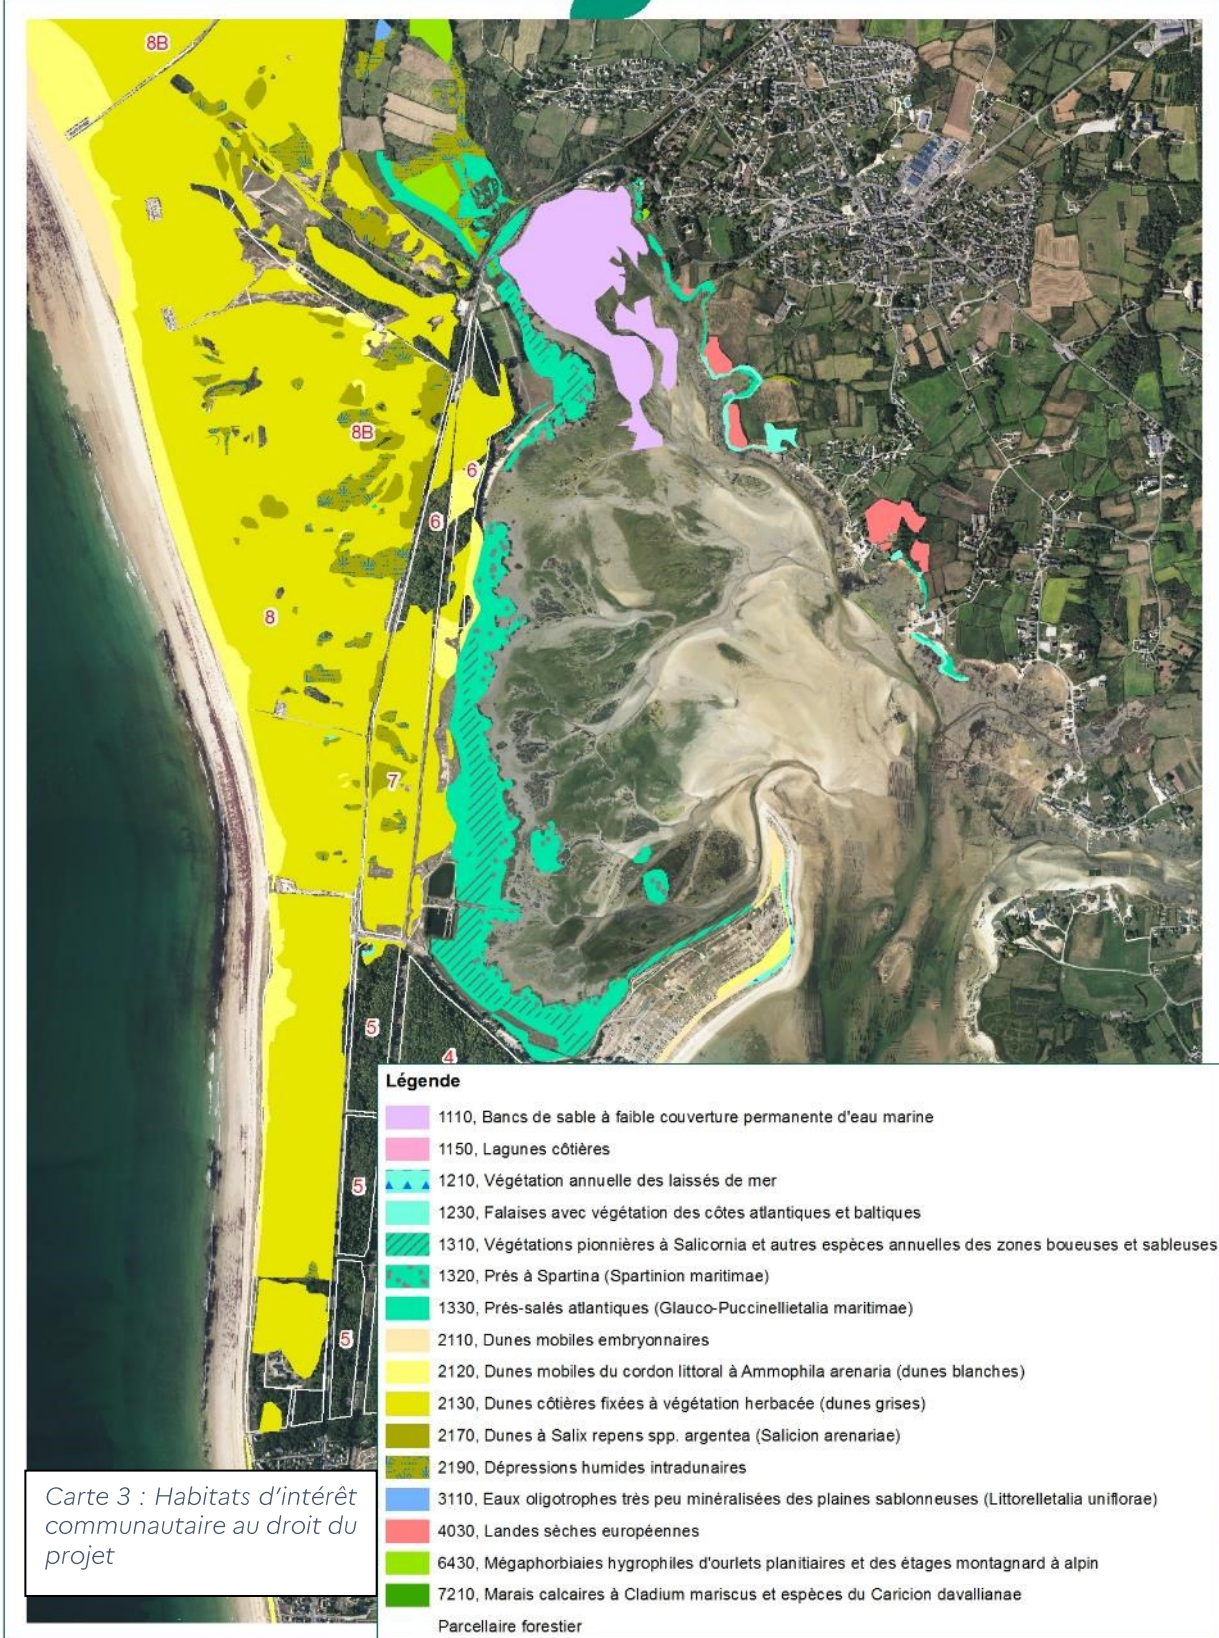 8B
8B
6
6
8
7
5
4
5
5
Légende
1110, Bancs de sable à faible couverture permanente d'eau marine
1150, Lagunes côtières
1210, Végétation annuelle des laissés de mer
1230, Falaises avec végétation des côtes atlantiques et baltiques
1310, Végétations pionnières à Salicornia et autres espèces annuelles des zones boueuses et sableuses
1320, Prés à Spartina (Spartinion maritimae)
1330, Prés-salés atlantiques (Glauco-Puccinellietalia maritimae)
2110, Dunes mobiles embryonnaires
2120, Dunes mobiles du cordon littoral à Ammophila arenaria (dunes blanches)
2130, Dunes côtières fixées à végétation herbacée (dunes grises)
2170, Dunes à Salix repens spp. argentea (Salicion arenariae)
2190, Dépressions humides intradunaires
3110, Eaux oligotrophes très peu minéralisées des plaines sablonneuses (Littorelletalia uniflorae)
4030, Landes sèches européennes
6430, Mégaphorbiaies hygrophiles d'ourlets planitiaires et des étages montagnard à alpin
7210, Marais calcaires à Cladium mariscus et espèces du Caricion davallianae
Parcellaire forestier
Carte 3 : Habitats d'intérêt
communautaire au droit du
projet